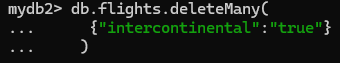 mydb2> db.flights.deleteMany(
...      {"intercontinental":"true"}
...     )